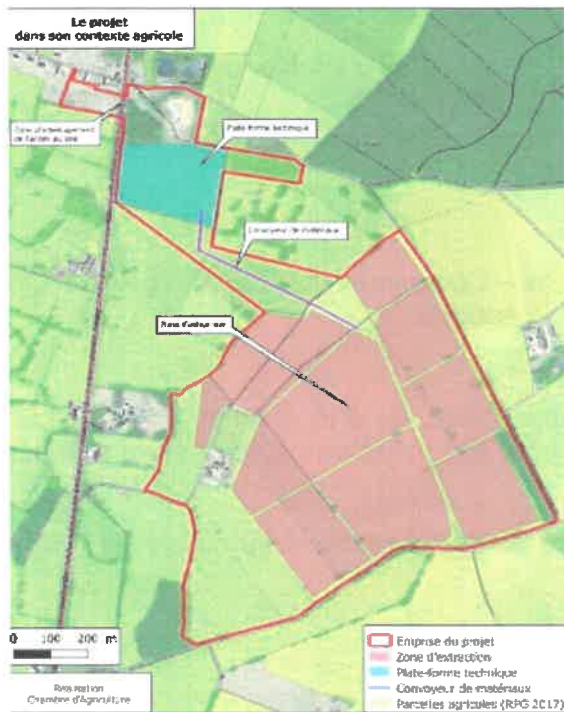 Le projet
dans son contexte agricole
Plate-forme technique
Convoyeur de matériaux
0 100 200 m
Emprise du projet
Zone d'extraction
Plate-forme technique
Convoyeur de matériaux
Parcelles agricoles (RPG 2017)
Réalisation
Chambre d'Agriculture